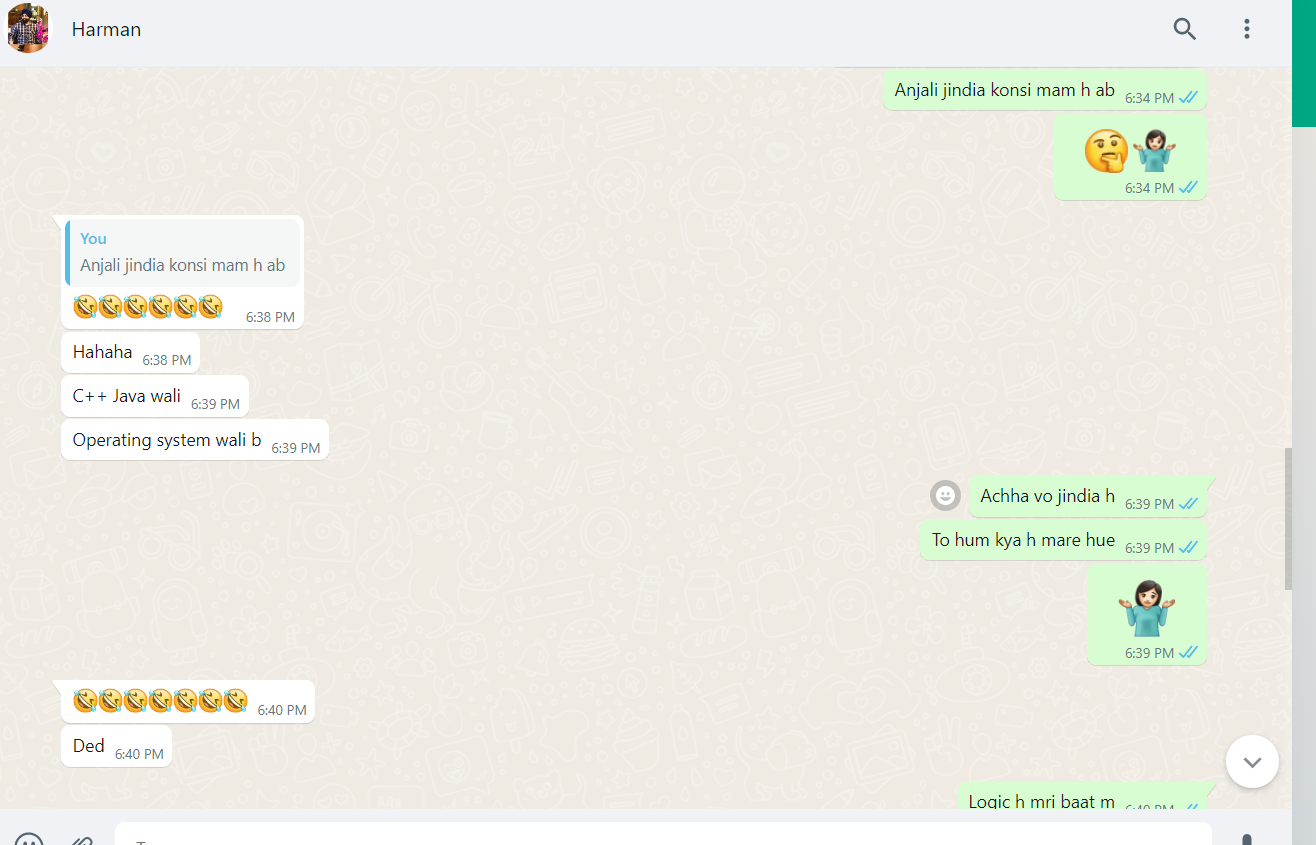 Harman
Anjali jindia konsi mam h ab
6:34 PM
6:34 PM
You
Anjali jindia konsi mam h ab
6:38 PM
Hahaha
6:38 PM
C++ Java wali
6:39 PM
Operating system wali b
6:39 PM
Achha vo jindia h
6:39 PM
To hum kya h mare hue
6:39 PM
6:39 PM
6:40 PM
Ded
6:40 PM
Logic h mri baat m
6:40 PM